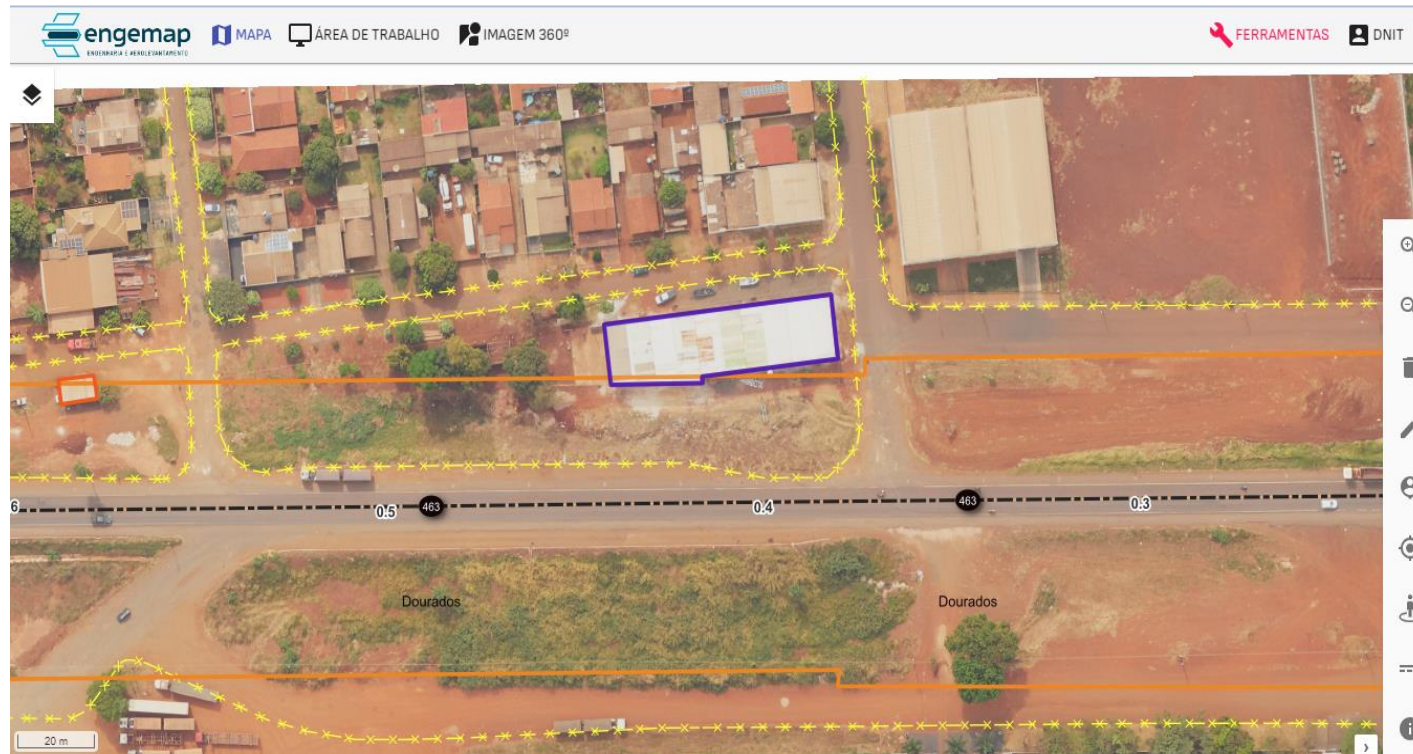 engemap
ENGENHARIA E AEROLEVANTAMENTO
MAPA
ÁREA DE TRABALHO
IMAGEM 360º
FERRAMENTAS
DNIT
6
0.5
463
0.4
463
0.3
Dourados
Dourados
20 m